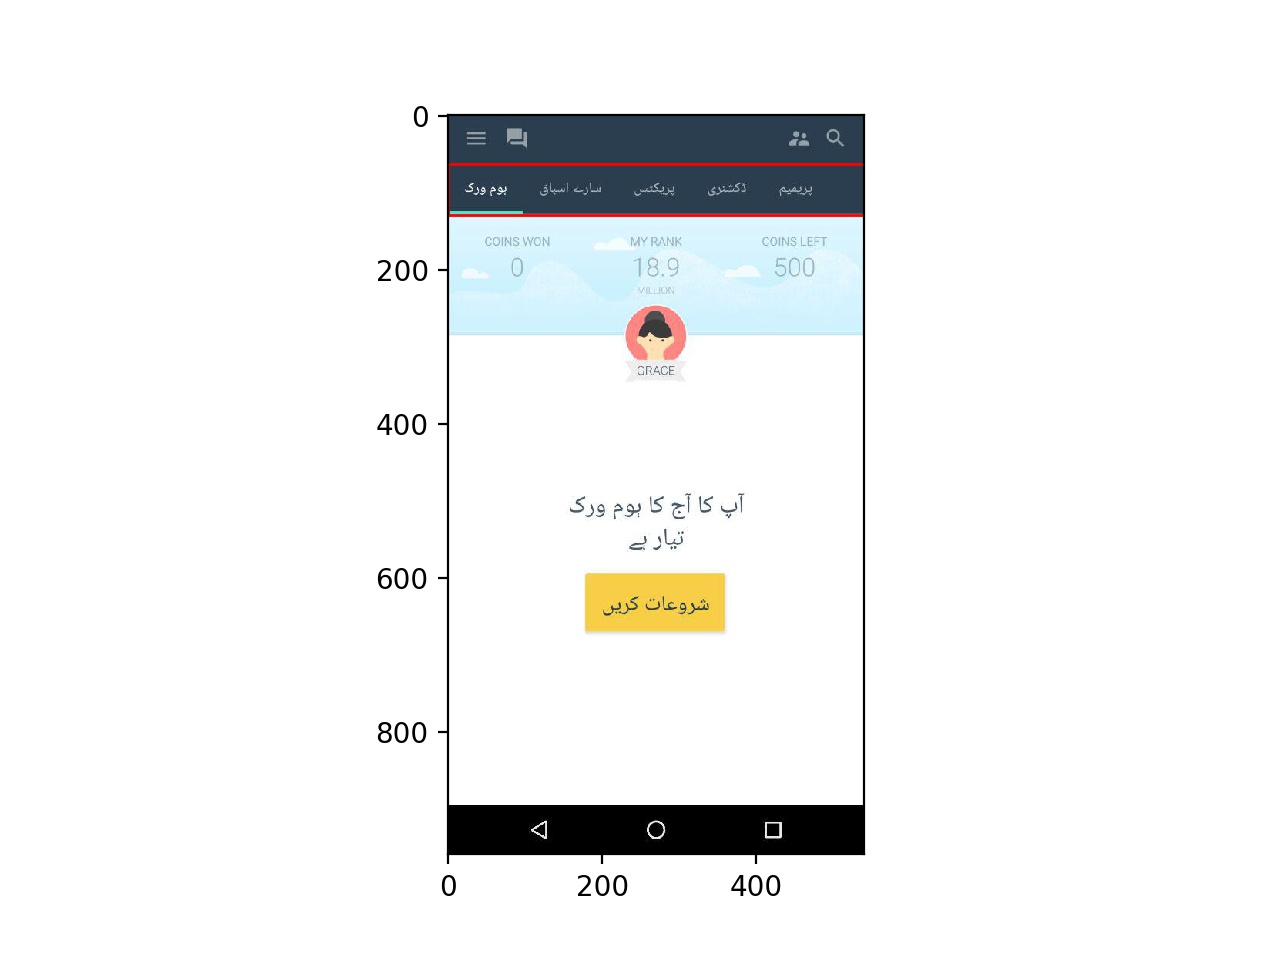 0
ہوم ورک سارے اسباق پریکٹس ڈکشنری پریمیم
COINS WON MY RANK COINS LEFT
0 18.9 500
MILLION
200
GRACE
400
آپ کا آج کا ہوم ورک
تیار ہے
600
شروعات کریں
800
0 200 400